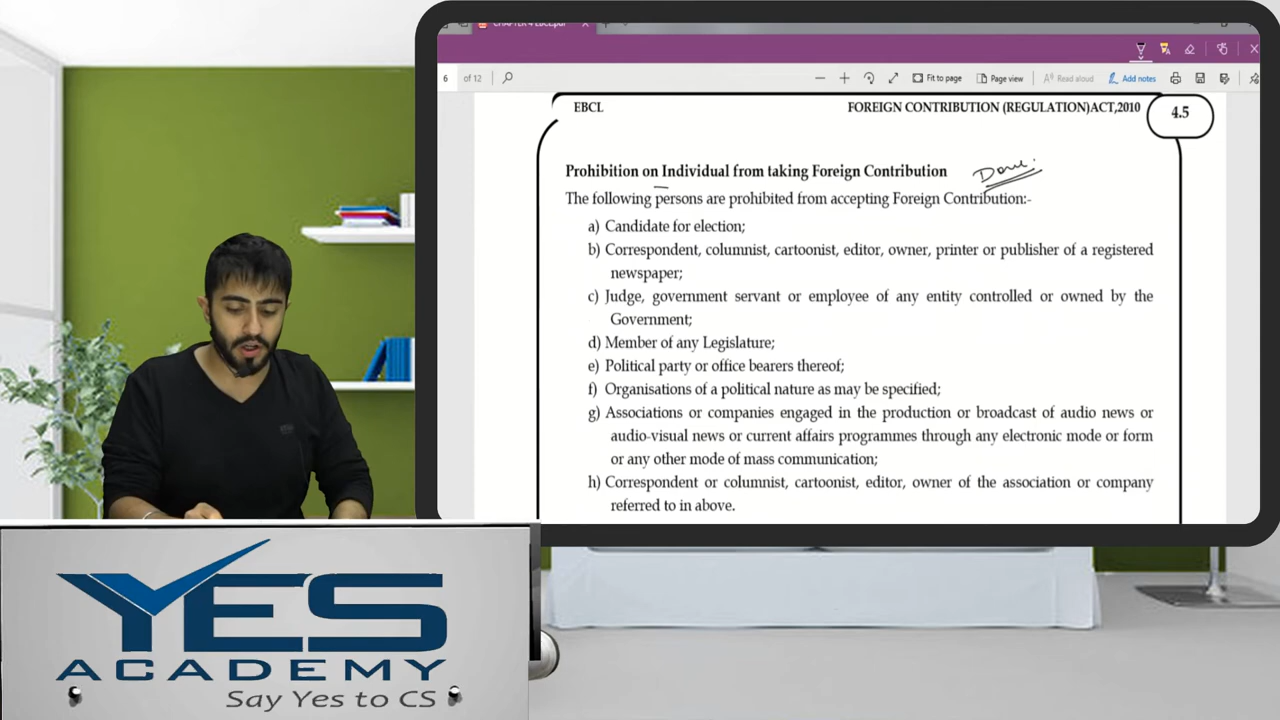 6 of 12
Fit to page
Page view
Read aloud
Add notes
EBCL FOREIGN CONTRIBUTION (REGULATION)ACT,2010 4.5
Prohibition on Individual from taking Foreign Contribution Done.
The following persons are prohibited from accepting Foreign Contribution:-
a) Candidate for election;
b) Correspondent, columnist, cartoonist, editor, owner, printer or publisher of a registered
newspaper;
c) Judge, government servant or employee of any entity controlled or owned by the
Government;
d) Member of any Legislature;
e) Political party or office bearers thereof;
f) Organisations of a political nature as may be specified;
g) Associations or companies engaged in the production or broadcast of audio news or
audio-visual news or current affairs programmes through any electronic mode or form
or any other mode of mass communication;
h) Correspondent or columnist, cartoonist, editor, owner of the association or company
referred to in above.
YES
ACADEMY
Say Yes to CS